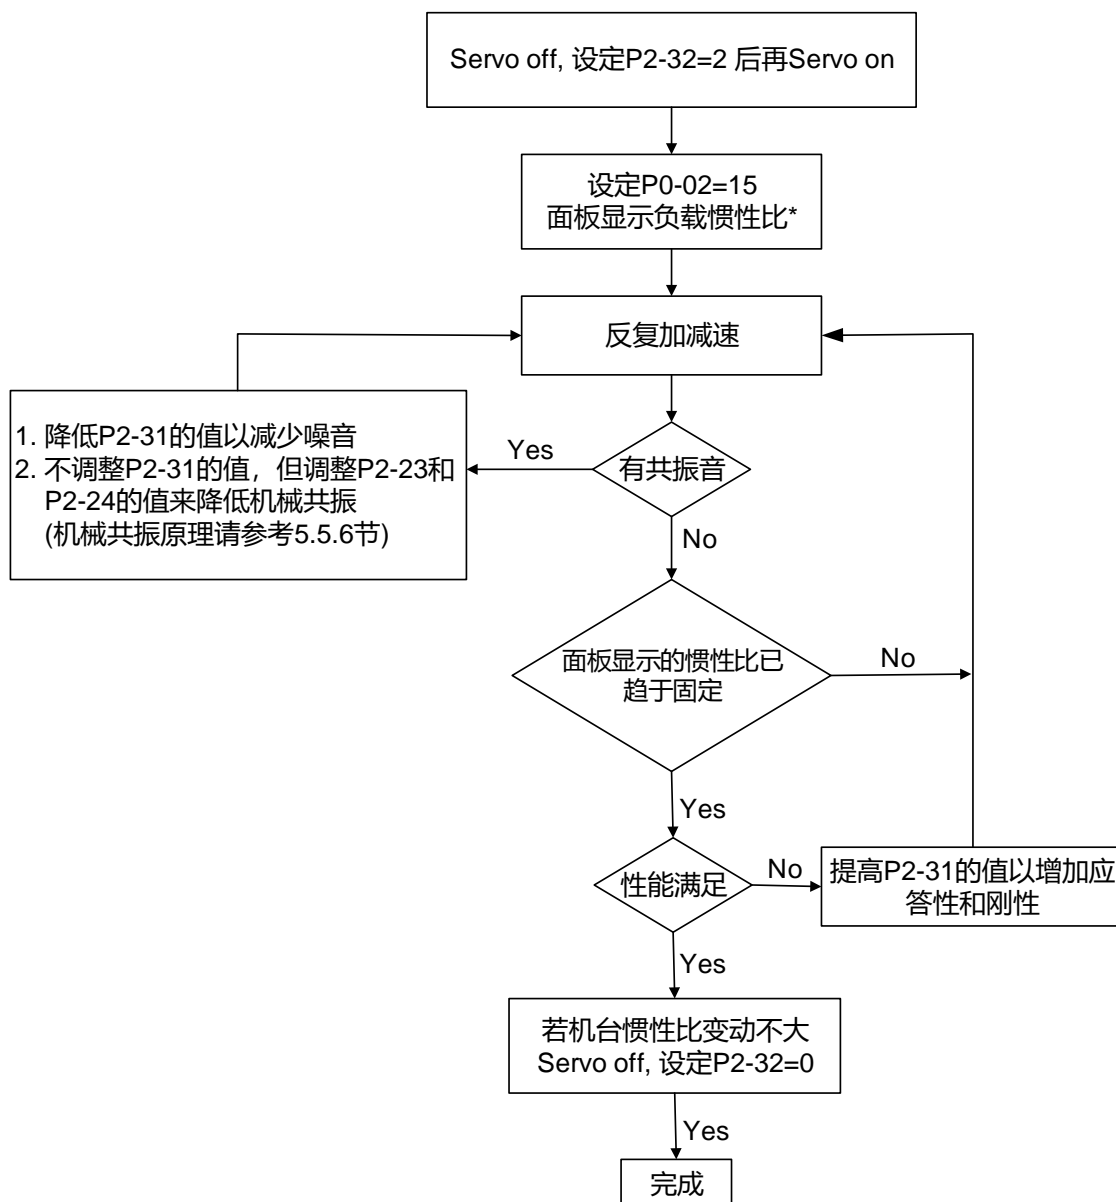 Servo off, 设定P2-32=2 后再Servo on
设定P0-02=15
面板显示负载惯性比*
反复加减速
1. 降低P2-31的值以减少噪音
2. 不调整P2-31的值，但调整P2-23和
P2-24的值来降低机械共振
(机械共振原理请参考5.5.6节)
Yes
有共振音
No
面板显示的惯性比已
趋于固定
No
Yes
性能满足
No
提高P2-31的值以增加应
答性和刚性
Yes
若机台惯性比变动不大
Servo off, 设定P2-32=0
Yes
完成